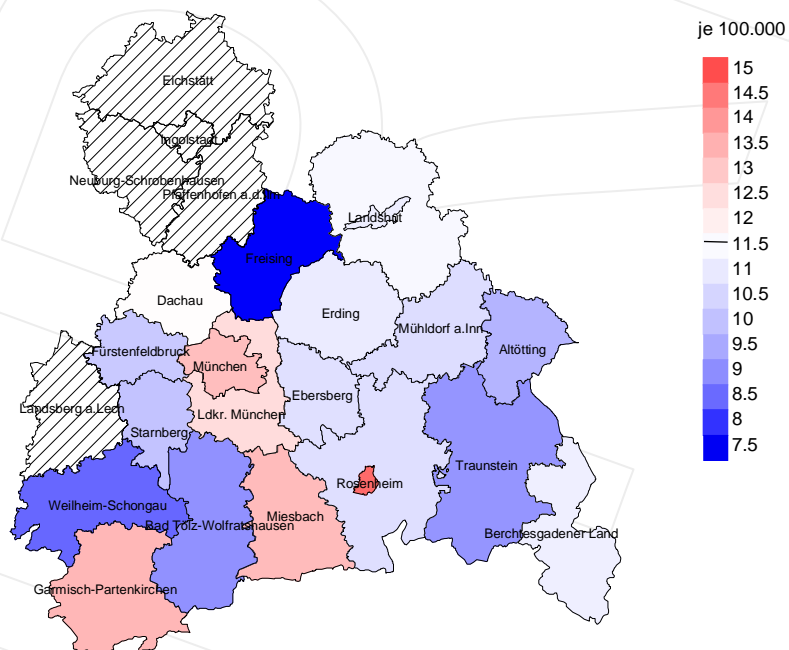 je 100.000
15
14.5
14
13.5
13
12.5
12
11.5
11
10.5
10
9.5
9
8.5
8
7.5
Eichstätt
Ingolstadt
Neuburg-Schrobenhausen
Pfaffenhofen a.d.Ilm
Landshut
Freising
Dachau
Erding
Mühldorf a.Inn
Altötting
Fürstenfeldbruck
München
Ebersberg
Landsberg a.Lech
Ldkr. München
Starnberg
Traunstein
Rosenheim
Weilheim-Schongau
Miesbach
Bad Tölz-Wolfratshausen
Berchtesgadener Land
Garmisch-Partenkirchen